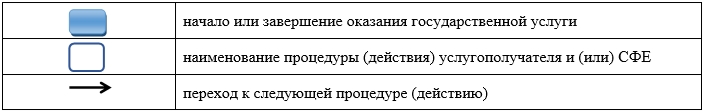 начало или завершение оказания государственной услуги
наименование процедуры (действия) услугополучателя и (или) СФЕ
переход к следующей процедуре (действию)